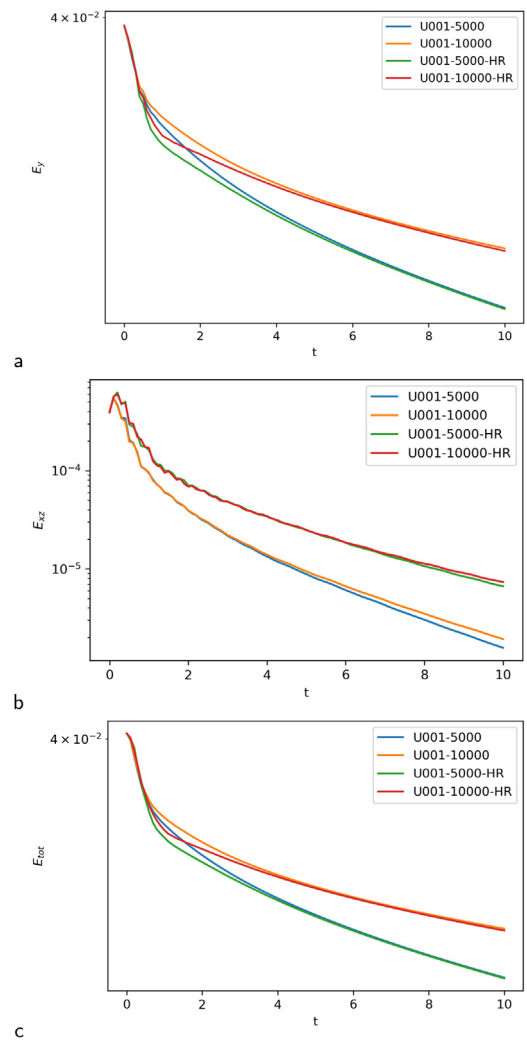 4 × 10⁻²
U001-5000
U001-10000
U001-5000-HR
U001-10000-HR
E_y
0 2 4 6 8 10
t
a
U001-5000
U001-10000
U001-5000-HR
U001-10000-HR
10⁻⁴
E_xz
10⁻⁵
0 2 4 6 8 10
t
b
4 × 10⁻²
U001-5000
U001-10000
U001-5000-HR
U001-10000-HR
E_tot
0 2 4 6 8 10
t
c